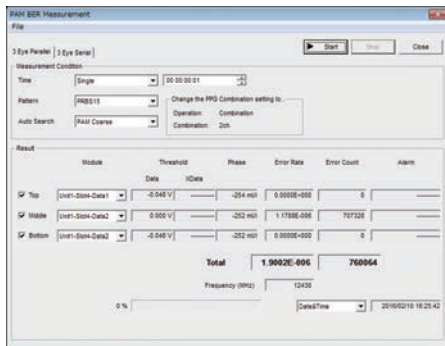 PAM BER Measurement
File
Start Stop Close
3 Eye Parallel 3 Eye Serial
Measurement Condition
Time Single 00 00:00:01
Pattern PRBS15
Change the PPG Combination setting to..
Operation: Combination
Auto Search PAM Coarse
Combination: 2ch
Result
Module Threshold Phase Error Rate Error Count Alarm
Data XData
Top Unit1-Slot4-Data1 -0.048 V -------- -254 mUI 0.0000E+000 0 --------
Middle Unit1-Slot4-Data2 0.000 V -------- -252 mUI 707328 --------
Bottom Unit1-Slot4-Data2 -0.048 V -------- -252 mUI 0.0000E+000 0 --------
Total 1.9002E-006 760064
Frequency (MHz) 12438
0 % Date&Time 2016/02/10 16:25:42